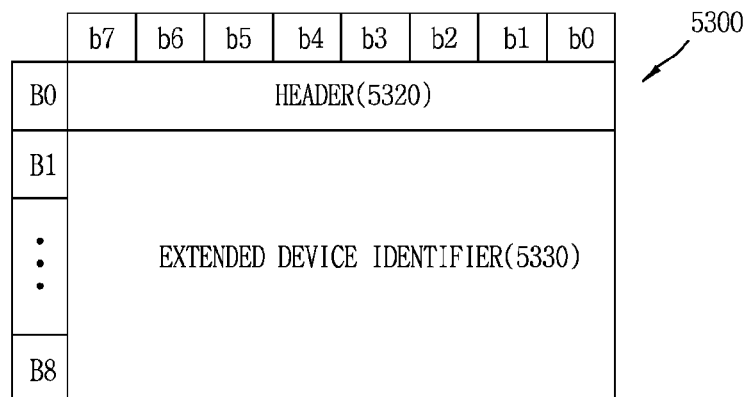 5300
b7 b6 b5 b4 b3 b2 b1 b0
B0 HEADER(5320)
B1
EXTENDED DEVICE IDENTIFIER(5330)
B8